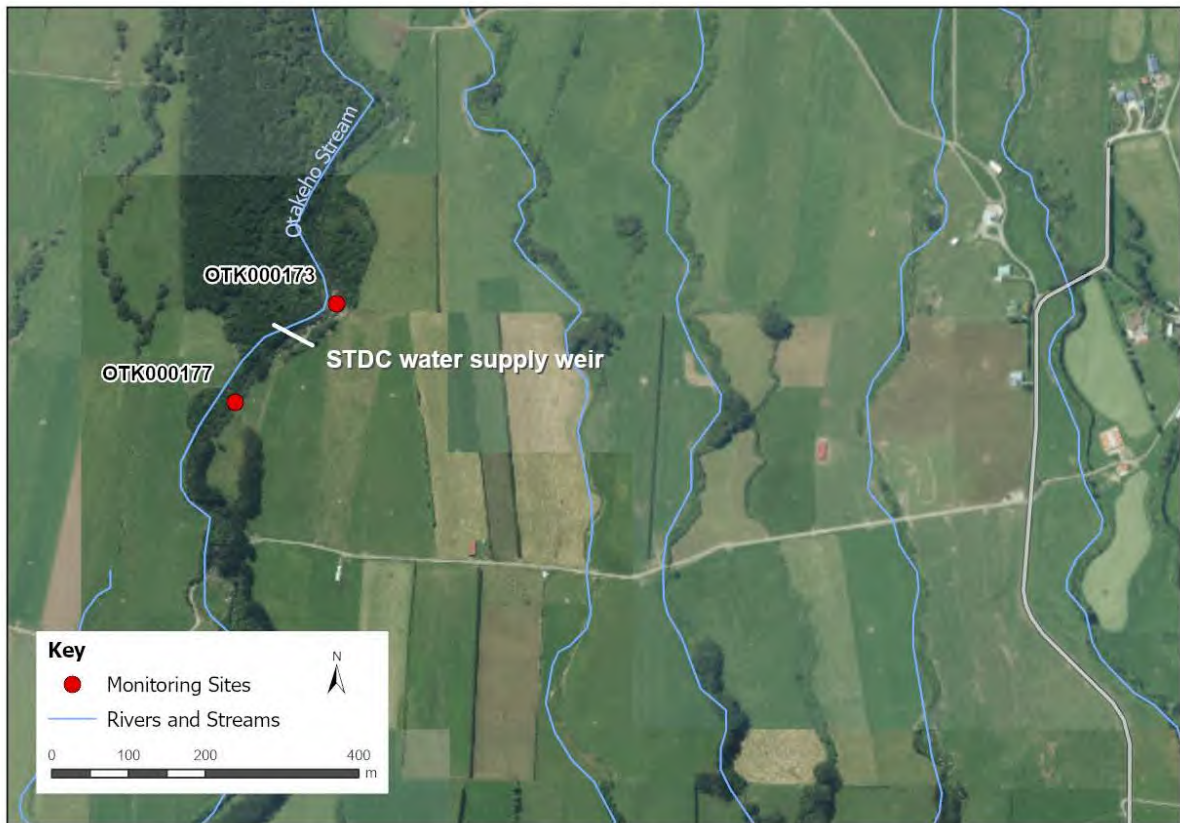 Otakeho Stream
OTK000173
STDC water supply weir
OTK000177
Key
N
Monitoring Sites
Rivers and Streams
0 100 200 400
m